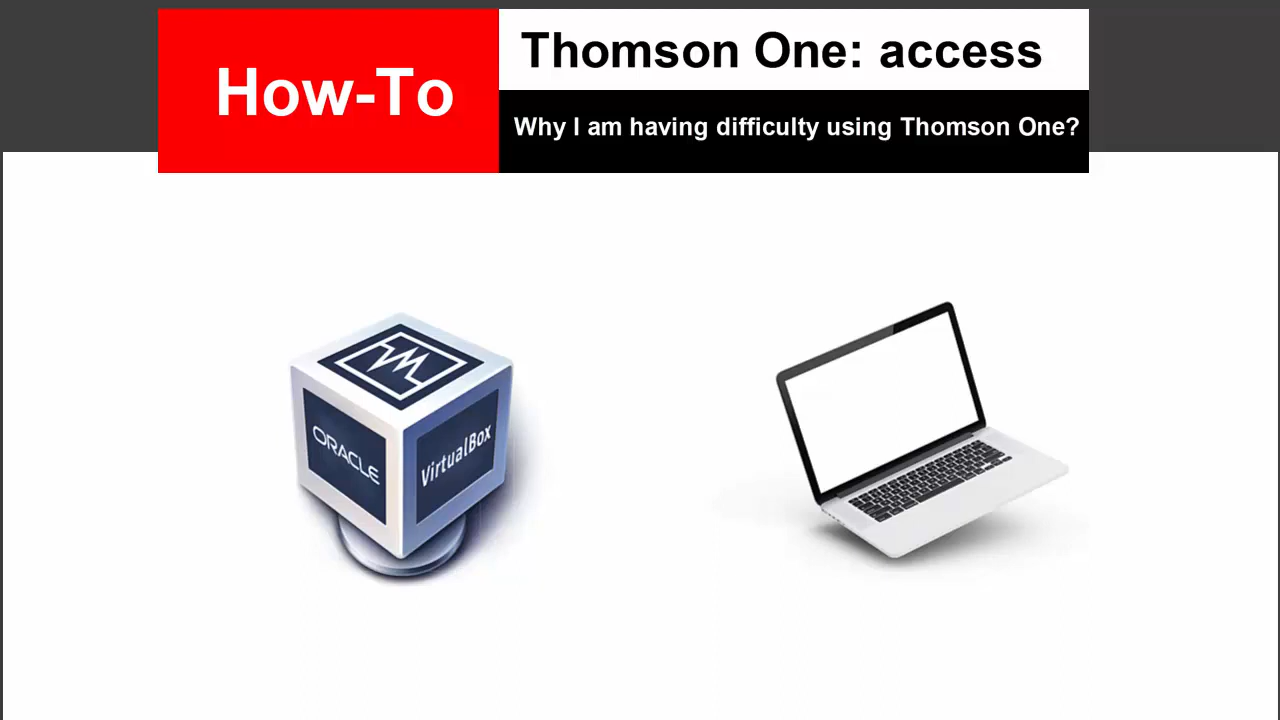 How-To
Thomson One: access
Why I am having difficulty using Thomson One?
ORACLE
VirtualBox